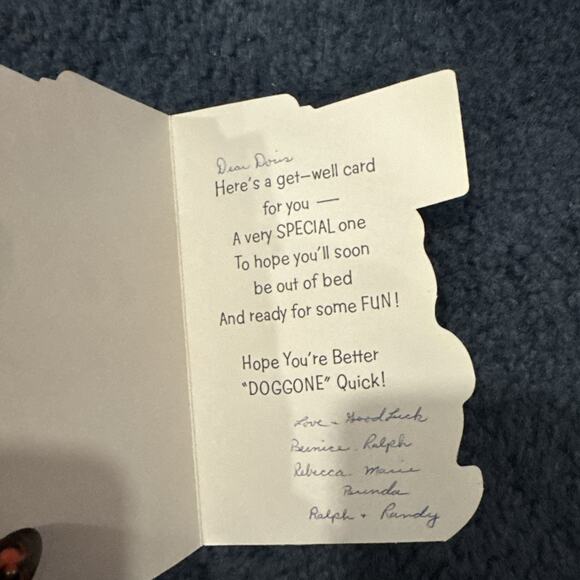 Dear Doris
Here's a get-well card
for you —
A very SPECIAL one
To hope you'll soon
be out of bed
And ready for some FUN!
Hope You're Better
"DOGGONE" Quick!
Love - Good Luck
Bernice - Ralph
Rebecca - Marie
Brenda
Ralph + Randy